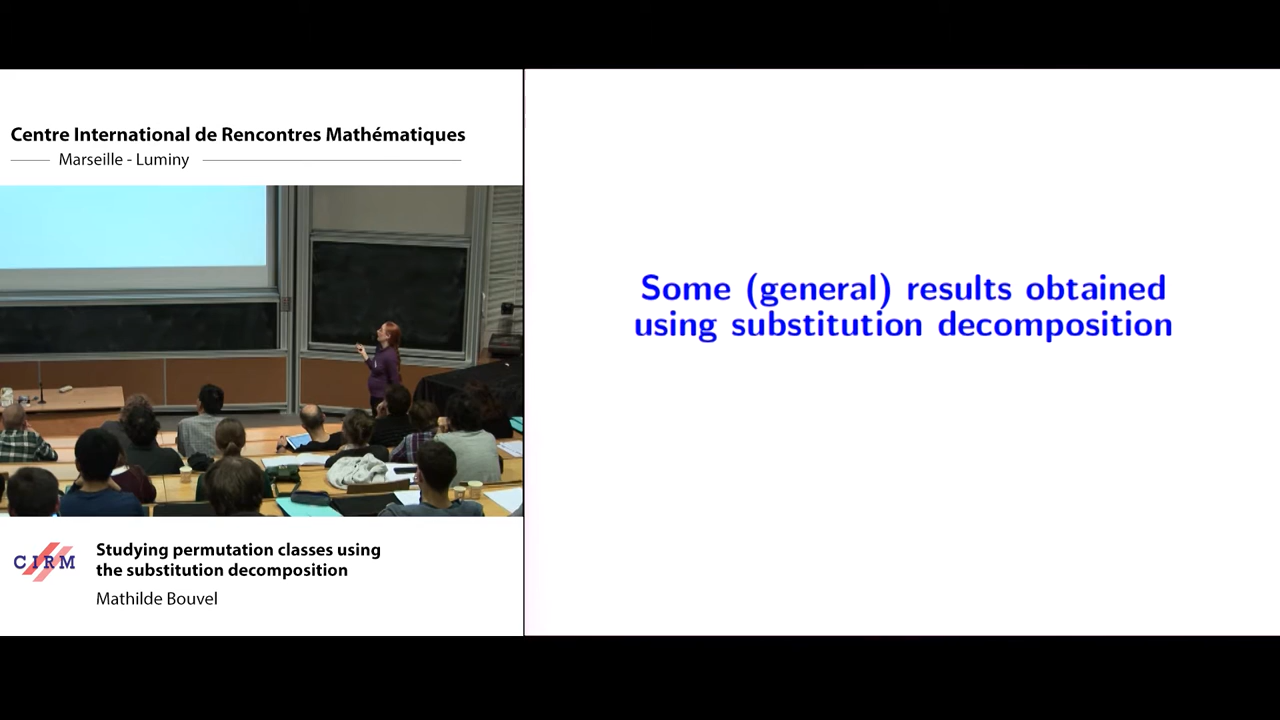 Centre International de Rencontres Mathématiques
Marseille - Luminy
Some (general) results obtained
using substitution decomposition
CIRM
Studying permutation classes using
the substitution decomposition
Mathilde Bouvel